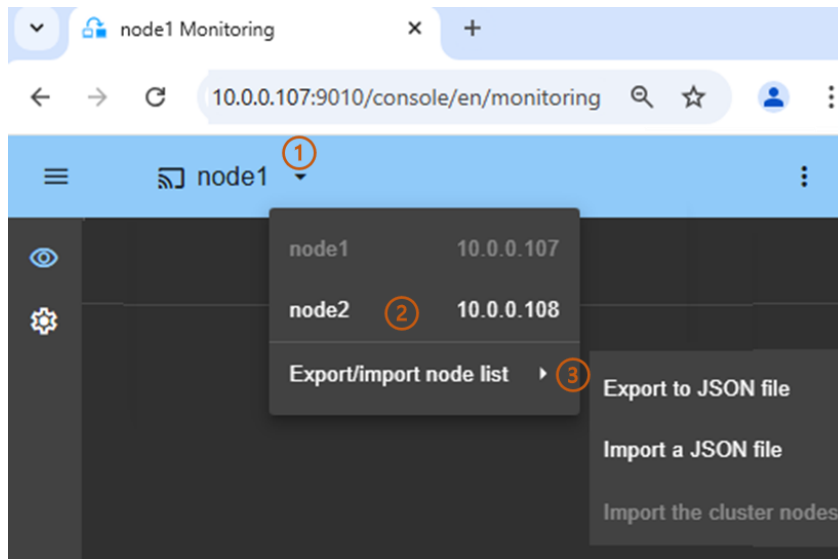 node1 Monitoring
10.0.0.107:9010/console/en/monitoring
1
node1
node1 10.0.0.107
node2 2 10.0.0.108
Export/import node list 3
Export to JSON file
Import a JSON file
Import the cluster nodes